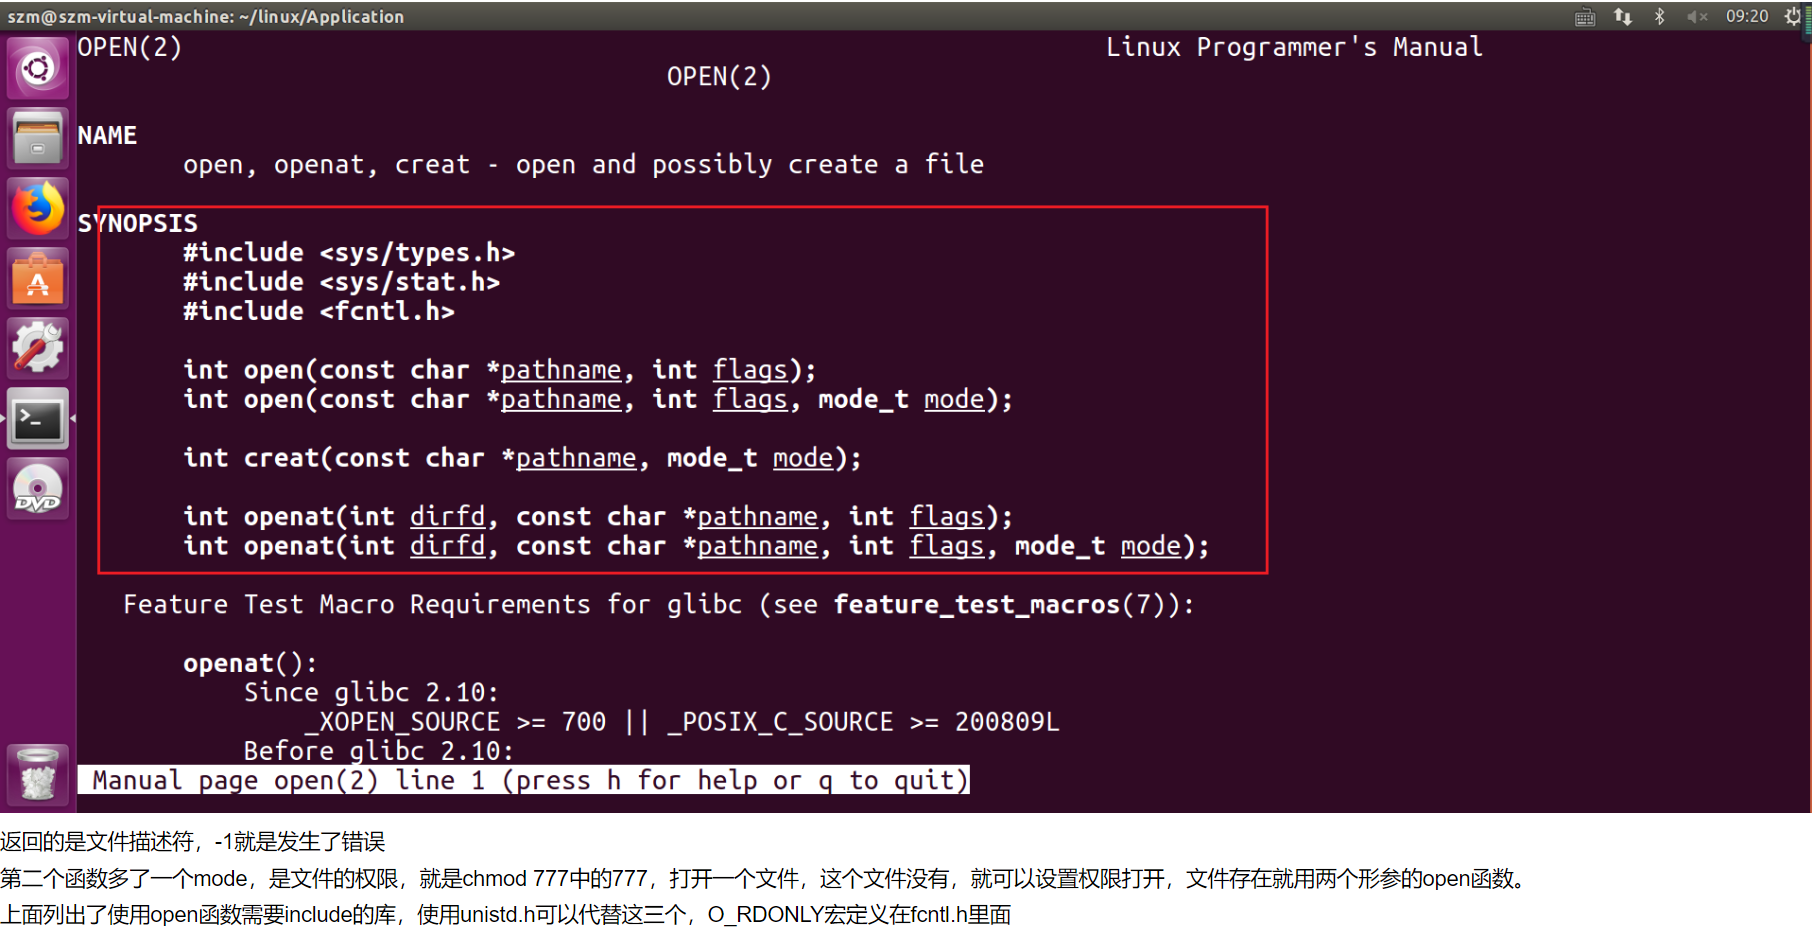 szm@szm-virtual-machine: ~/linux/Application
09:20
OPEN(2) Linux Programmer's Manual
OPEN(2)
NAME
open, openat, creat - open and possibly create a file
SYNOPSIS
#include <sys/types.h>
#include <sys/stat.h>
#include <fcntl.h>
int open(const char *pathname, int flags);
int open(const char *pathname, int flags, mode_t mode);
int creat(const char *pathname, mode_t mode);
int openat(int dirfd, const char *pathname, int flags);
int openat(int dirfd, const char *pathname, int flags, mode_t mode);
Feature Test Macro Requirements for glibc (see feature_test_macros(7)):
openat():
Since glibc 2.10:
_XOPEN_SOURCE >= 700 || _POSIX_C_SOURCE >= 200809L
Before glibc 2.10:
Manual page open(2) line 1 (press h for help or q to quit)
DVD
返回的是文件描述符，-1就是发生了错误
第二个函数多了一个mode，是文件的权限，就是chmod 777中的777，打开一个文件，这个文件没有，就可以设置权限打开，文件存在就用两个形参的open函数。
上面列出了使用open函数需要include的库，使用unistd.h可以代替这三个，O_RDONLY宏定义在fcntl.h里面